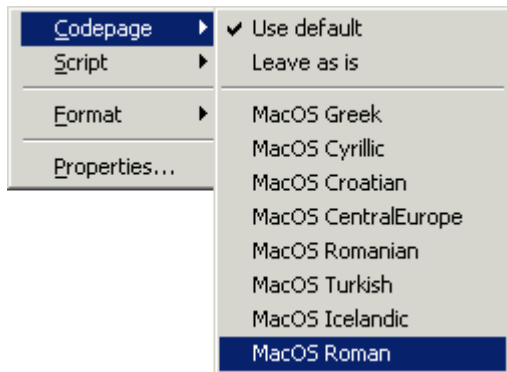 Codepage
Script
Format
Properties...
Use default
Leave as is
MacOS Greek
MacOS Cyrillic
MacOS Croatian
MacOS CentralEurope
MacOS Romanian
MacOS Turkish
MacOS Icelandic
MacOS Roman